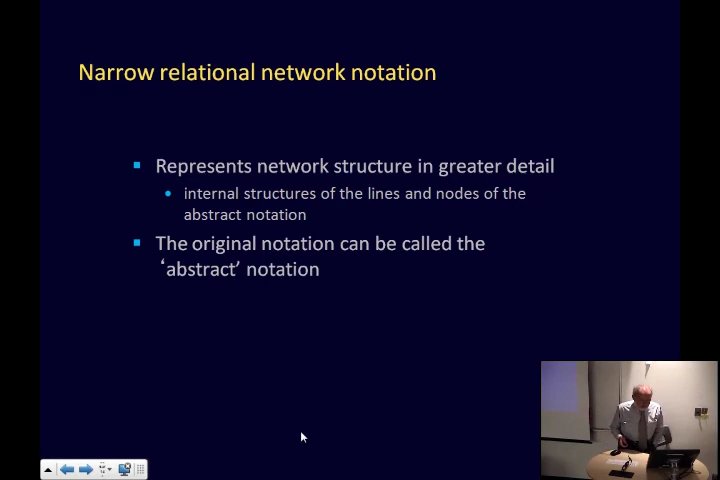 Narrow relational network notation
Represents network structure in greater detail
internal structures of the lines and nodes of the
abstract notation
The original notation can be called the
‘abstract’ notation